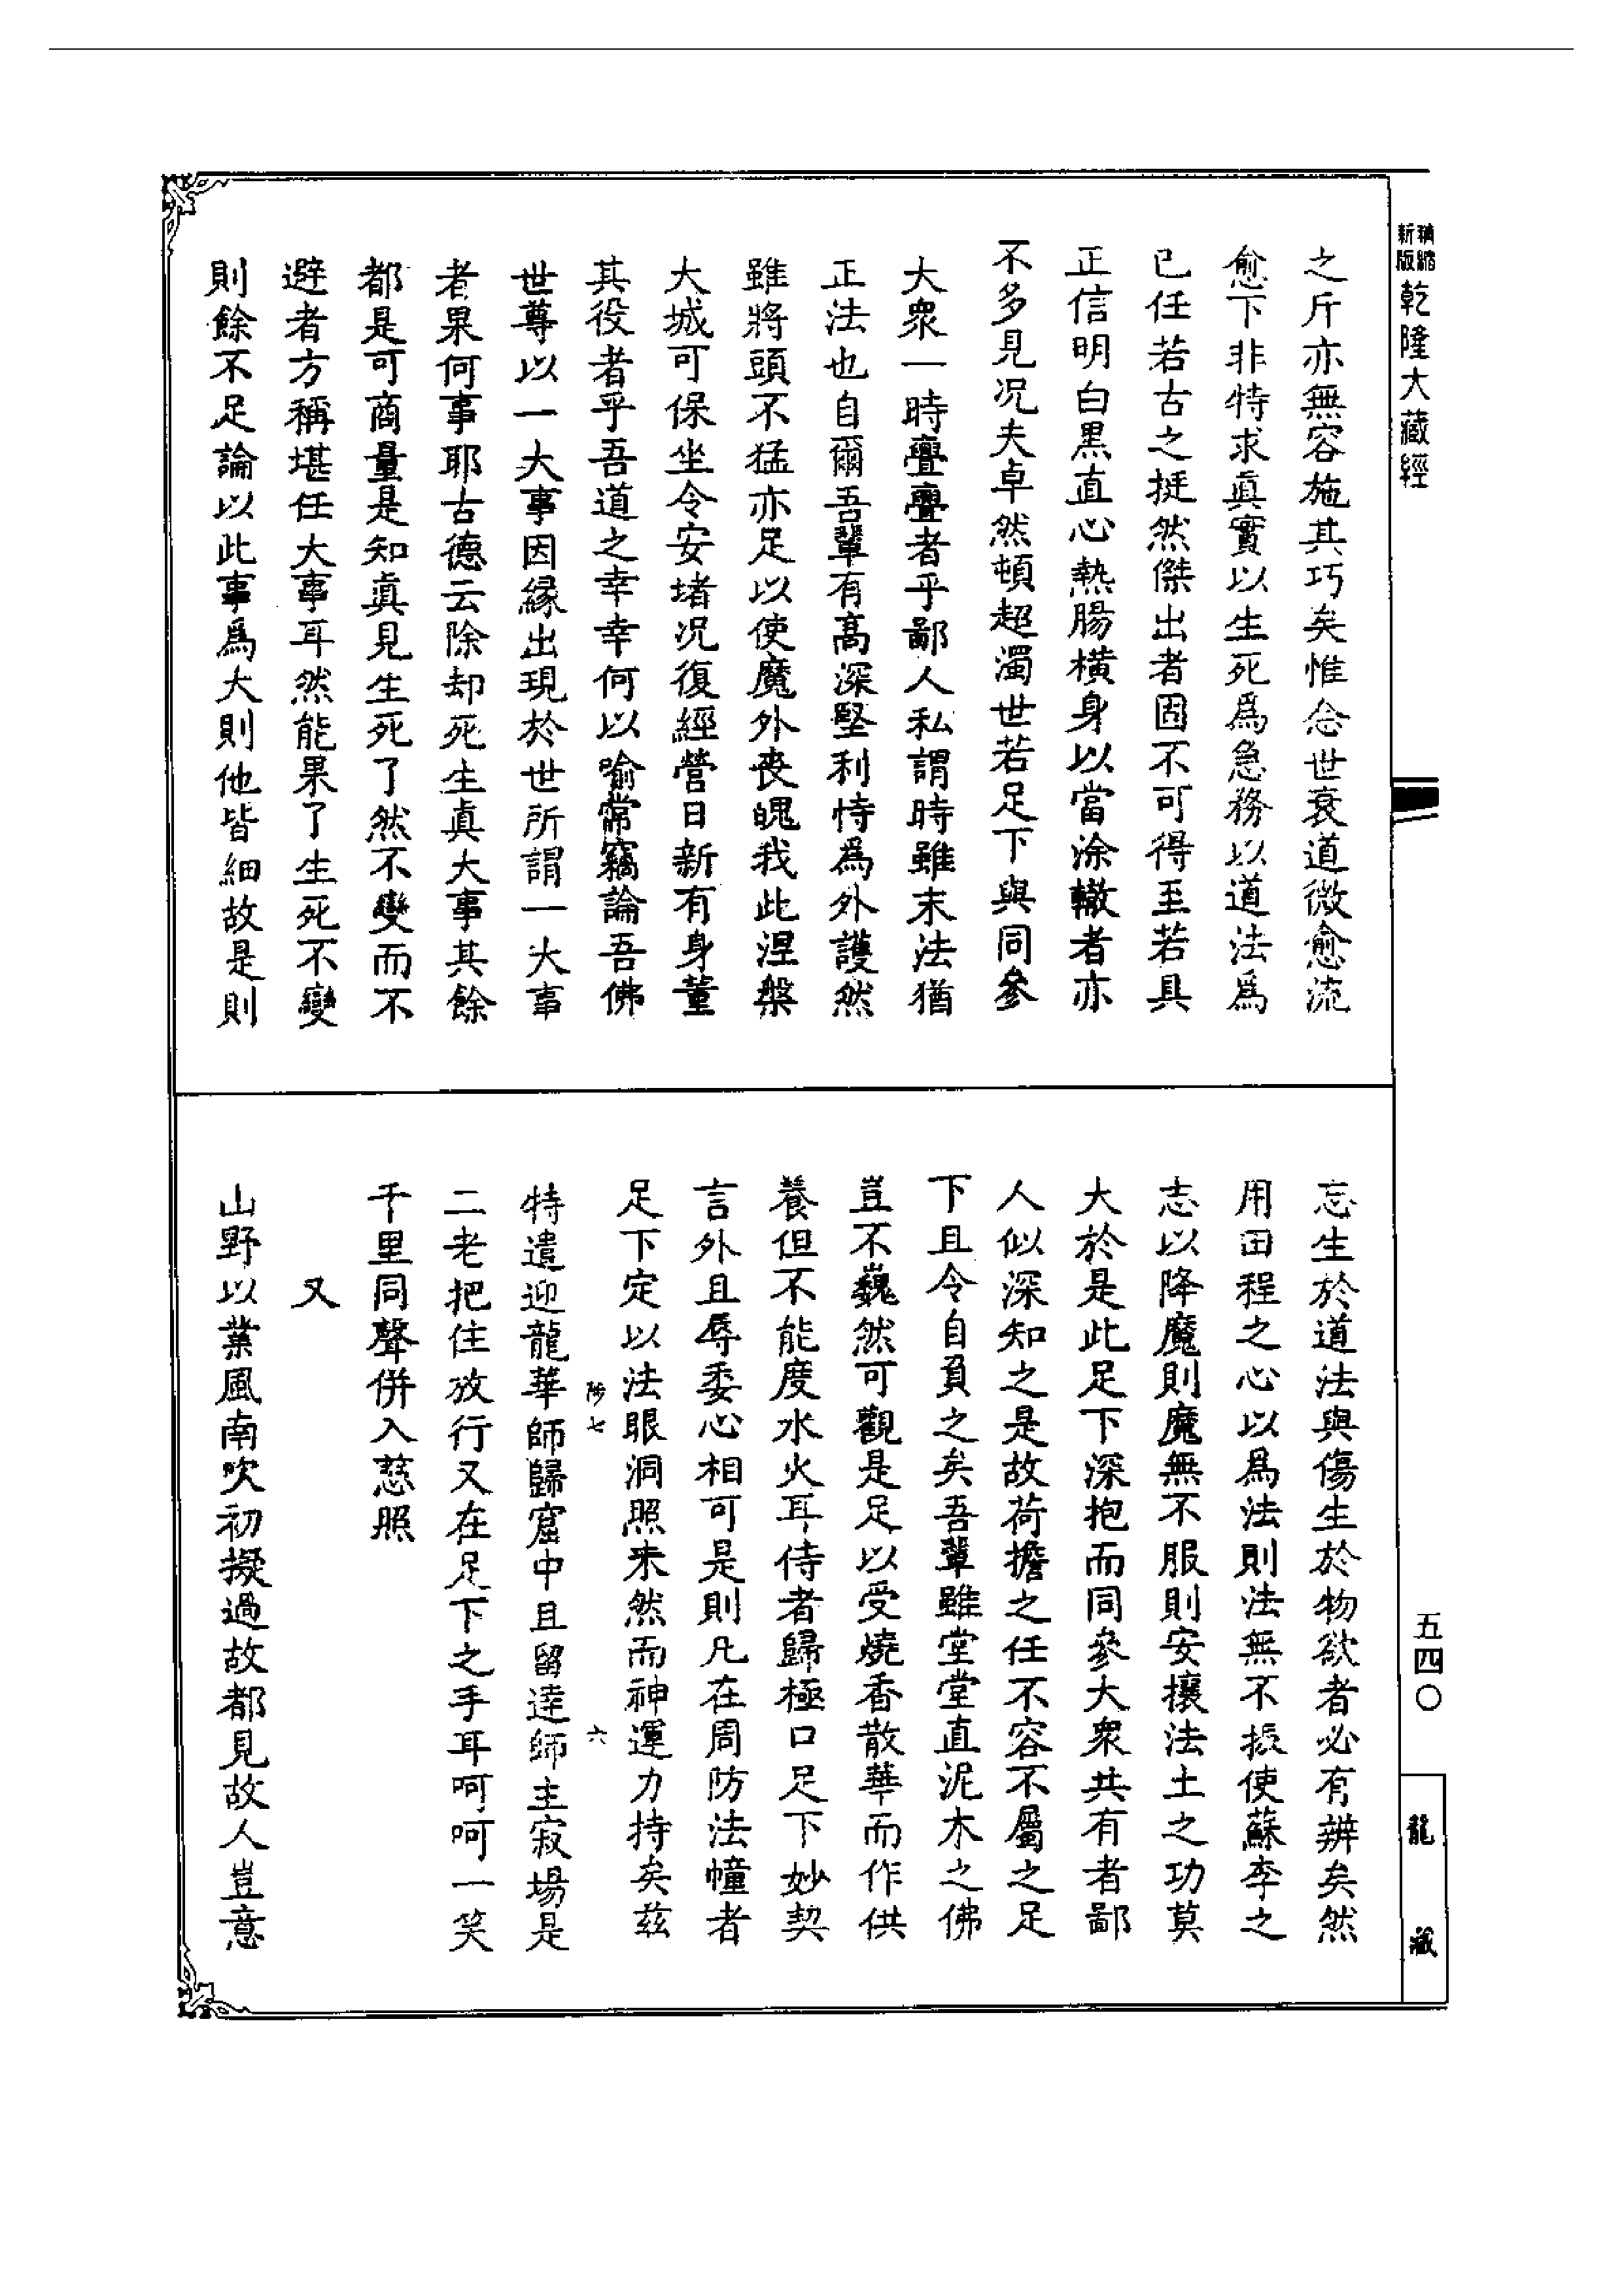 精縮
新版
乾隆大藏經
之斤亦無容施其巧矣惟念世衰道微愈流
愈下非特求眞實以生死爲急務以道法爲
已任若古之挺然傑出者固不可得至若具
正信明白黒直心熱腸橫身以當涂轍者亦
不多見况夫卓然頓超濁世若足下與同參
大衆一時亹亹者乎鄙人私謂時雖末法猶
正法也自爾吾輩有高深堅利恃爲外護然
雖將頭不猛亦足以使魔外丧魄我此涅槃
大城可保坐令安堵况復經營日新有身董
其役者乎吾道之幸幸何以喻常竊論吾佛
世尊以一大事因縁出現於世所謂一大事
者果何事耶古德云除却死生眞大事其餘
都是可商量是知眞見生死了然不變而不
避者方稱堪任大事耳然能果了生死不變
則餘不足論以此事爲大則他皆細故是則
忘生於道法與傷生於物欲者必有辨矣然
用田程之心以爲法則法無不振使蘇李之
志以降魔則魔無不服則安攘法土之功莫
大於是此足下深抱而同參大衆共有者鄙
人似深知之是故荷擔之任不容不屬之足
下且令自負之矣吾輩雖堂堂直泥木之佛
豈不巍然可觀是足以受燒香散華而作供
養但不能度水火耳侍者歸極口足下妙契
言外且辱委心相可是則凡在周防法幢者
足下定以法眼洞照未然而神運力持矣兹
陟七
六
特遣迎龍華師歸窟中且留達師主寂場是
二老把住放行又在足下之手耳呵呵一笑
千里同聲併入慈照
又
山野以業風南吹初擬過故都見故人豈意
五四〇
龍
藏